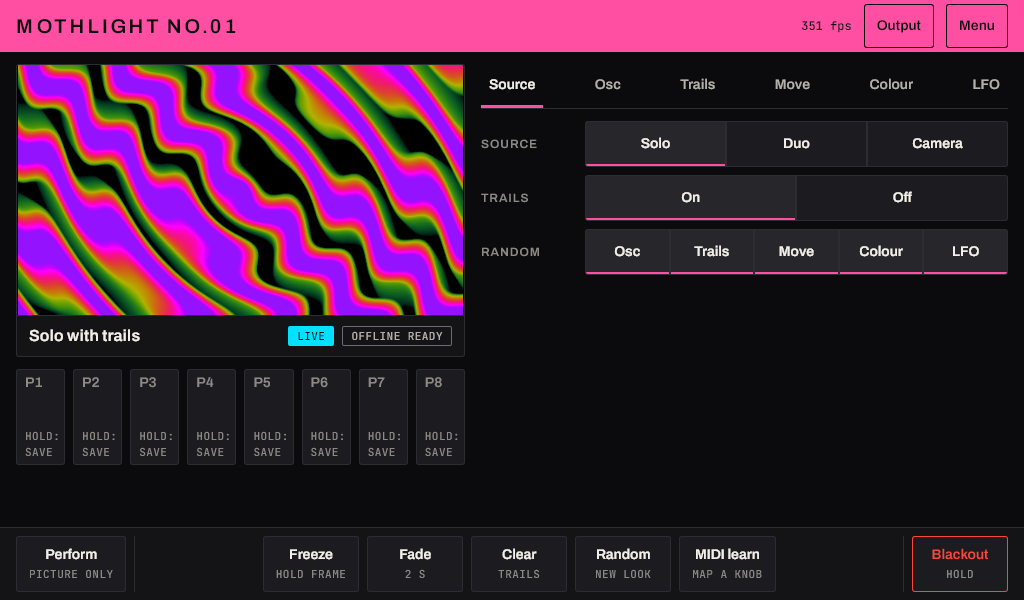 MOTHLIGHT NO.01
351 fps
Output
Menu
Solo with trails
LIVE
OFFLINE READY
P1
HOLD:
SAVE
P2
HOLD:
SAVE
P3
HOLD:
SAVE
P4
HOLD:
SAVE
P5
HOLD:
SAVE
P6
HOLD:
SAVE
P7
HOLD:
SAVE
P8
HOLD:
SAVE
Source
Osc
Trails
Move
Colour
LFO
SOURCE
Solo
Duo
Camera
TRAILS
On
Off
RANDOM
Osc
Trails
Move
Colour
LFO
Perform
PICTURE ONLY
Freeze
HOLD FRAME
Fade
2 S
Clear
TRAILS
Random
NEW LOOK
MIDI learn
MAP A KNOB
Blackout
HOLD